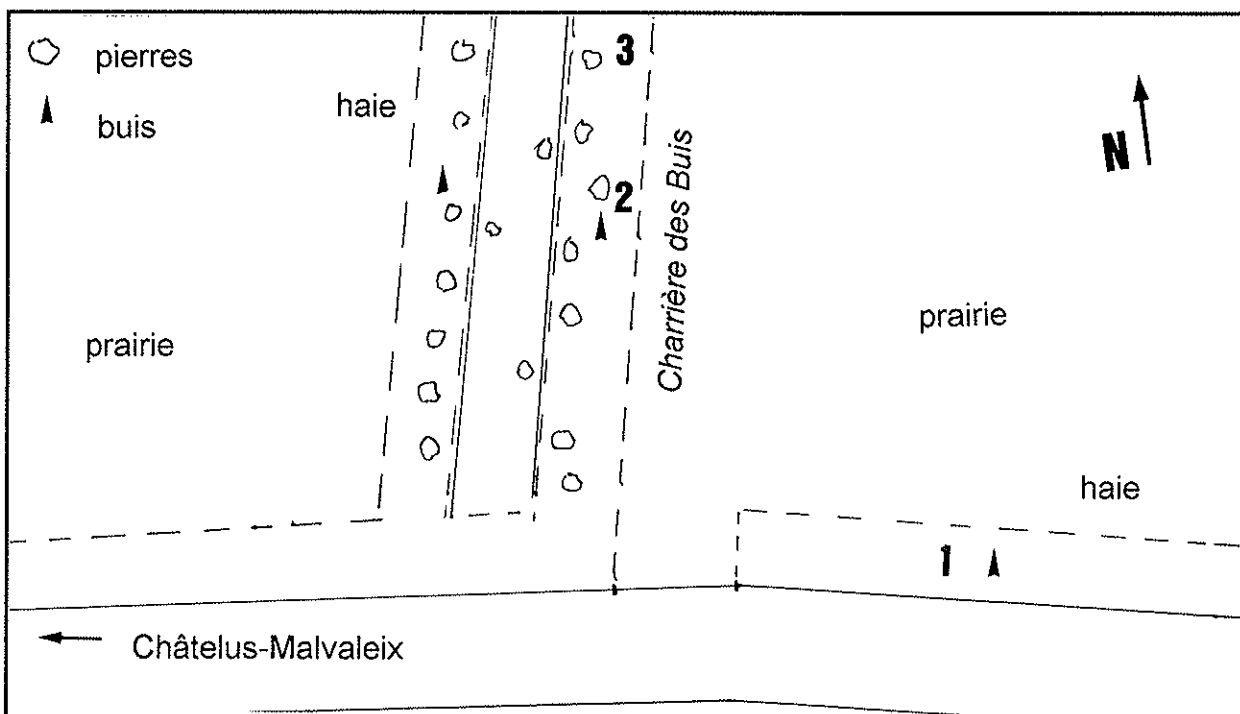 pierres
buis
haie
3
N
2
Charrière des Buis
prairie
prairie
haie
1
Châtelus-Malvaleix